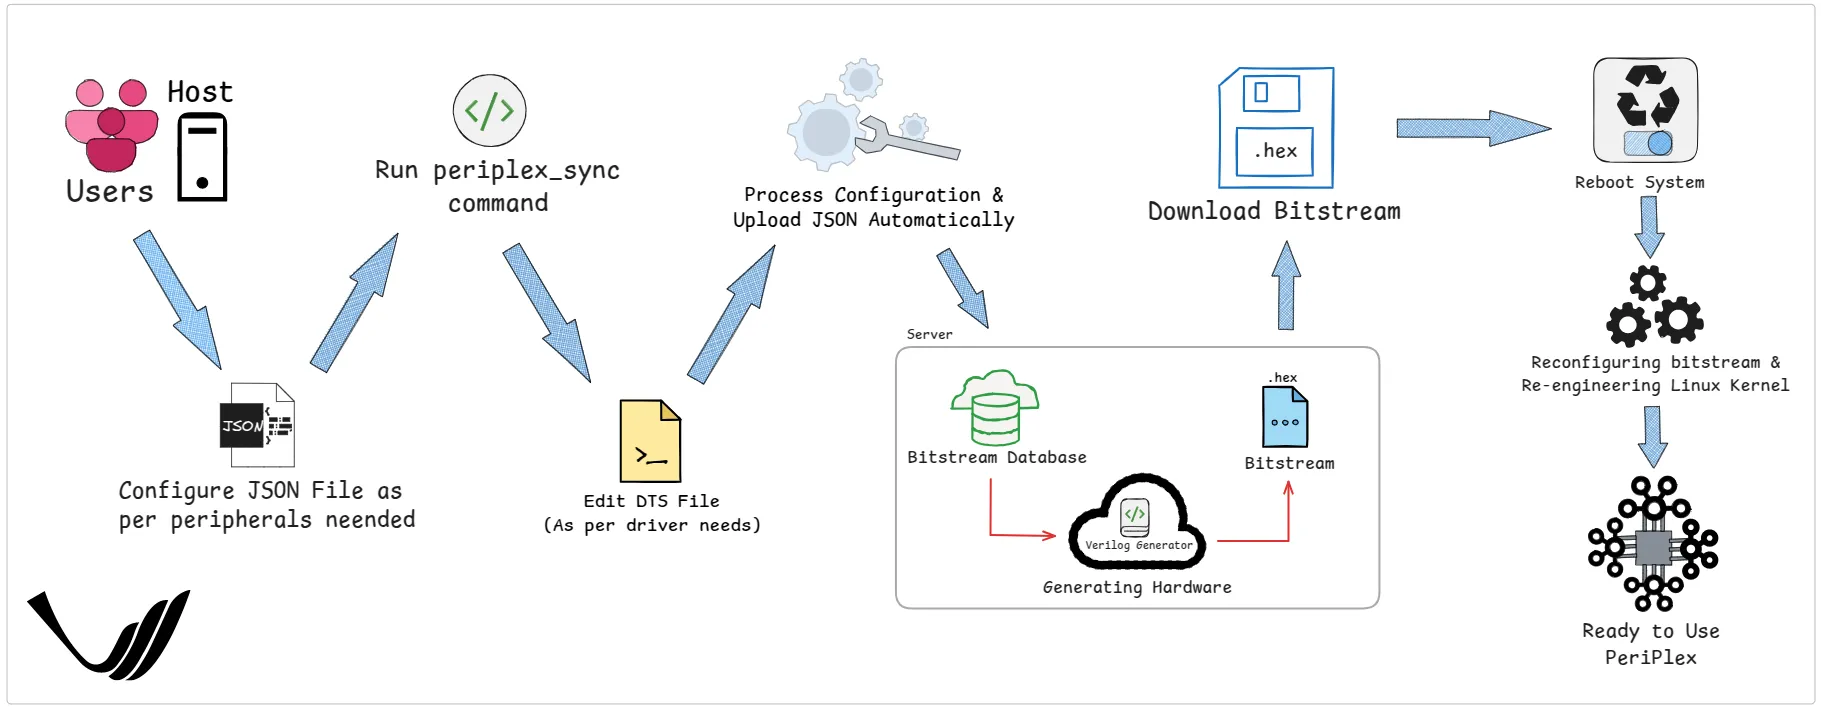 Host
Users
Configure JSON File as
per peripherals neended
JSON
Run periplex_sync
command
Edit DTS File
(As per driver needs)
Process Configuration &
Upload JSON Automatically
Server
Bitstream Database
Verilog Generator
Generating Hardware
.hex
Bitstream
.hex
Download Bitstream
Reboot System
Reconfiguring bitstream &
Re-engineering Linux Kernel
Ready to Use
PeriPlex